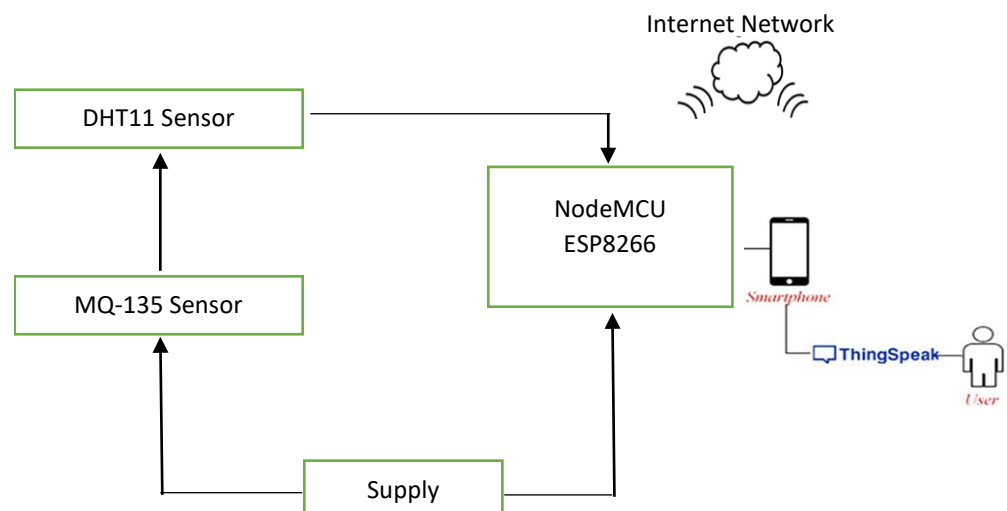 Internet Network
DHT11 Sensor
NodeMCU
ESP8266
MQ-135 Sensor
Smartphone
ThingSpeak
User
Supply